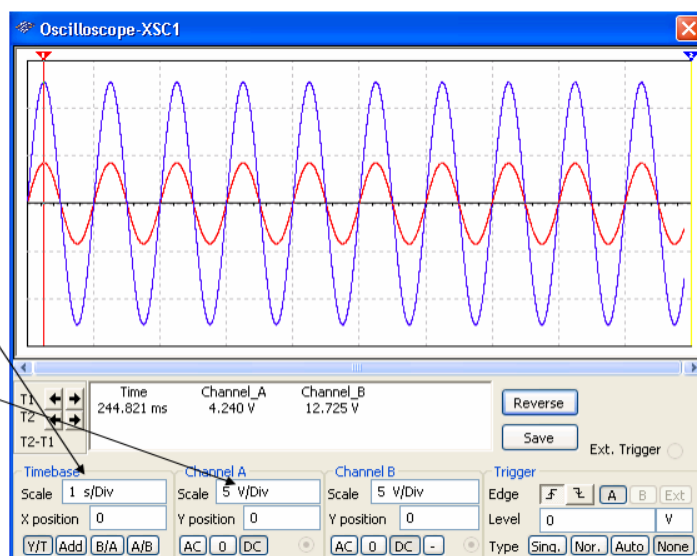 Oscilloscope-XSC1
1
2
T1
T2
T2-T1
Time Channel_A Channel_B
244.821 ms 4.240 V 12.725 V
Reverse
Save
Ext. Trigger
Timebase
Scale 1 s/Div
X position 0
Y/T Add B/A A/B
Channel A
Scale 5 V/Div
Y position 0
AC 0 DC
Channel B
Scale 5 V/Div
Y position 0
AC 0 DC -
Trigger
Edge A B Ext
Level 0 V
Type Sing. Nor. Auto None